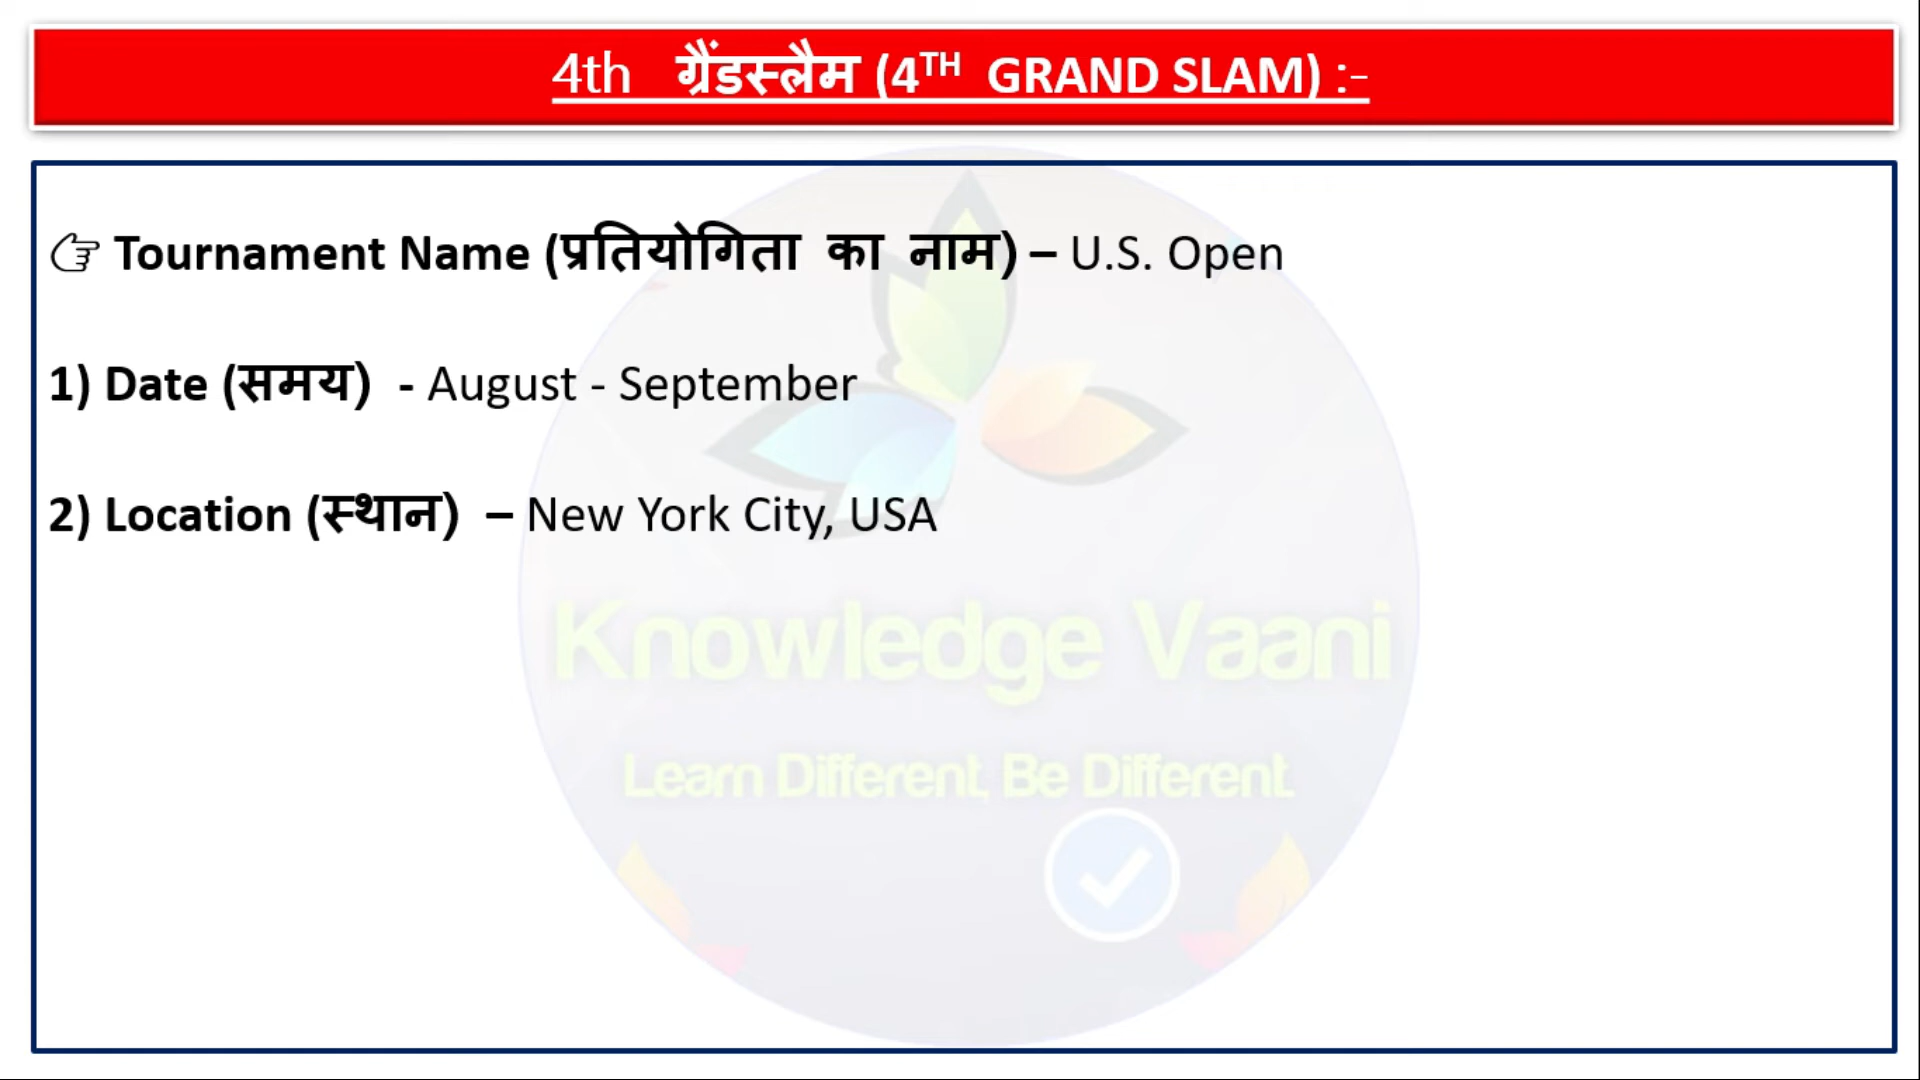 4th ग्रैंडस्लैम (4TH GRAND SLAM) :-
👉 Tournament Name (प्रतियोगिता का नाम) – U.S. Open
1) Date (समय) - August - September
2) Location (स्थान) – New York City, USA
Knowledge Vaani
Learn Different, Be Different